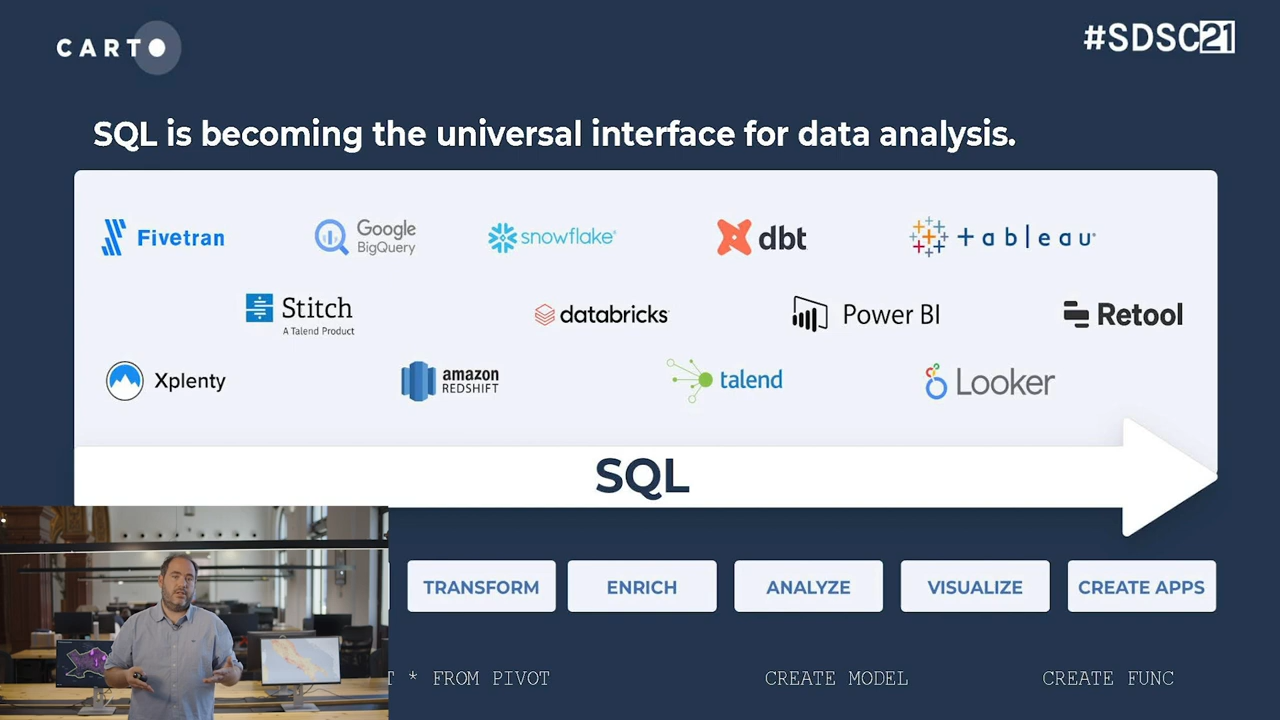 CARTO
#SDSC21
SQL is becoming the universal interface for data analysis.
Fivetran
Google
BigQuery
snowflake
dbt
+ableau
Stitch
A Talend Product
databricks
Power BI
Retool
Xplenty
amazon
REDSHIFT
talend
Looker
SQL
TRANSFORM
ENRICH
ANALYZE
VISUALIZE
CREATE APPS
* FROM PIVOT
CREATE MODEL
CREATE FUNC